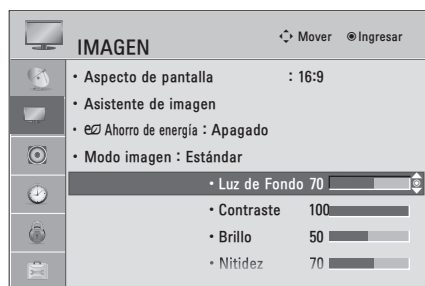 IMAGEN Mover Ingresar
• Aspecto de pantalla : 16:9
• Asistente de imagen
• Ahorro de energía : Apagado
• Modo imagen : Estándar
• Luz de Fondo 70
• Contraste 100
• Brillo 50
• Nitidez 70